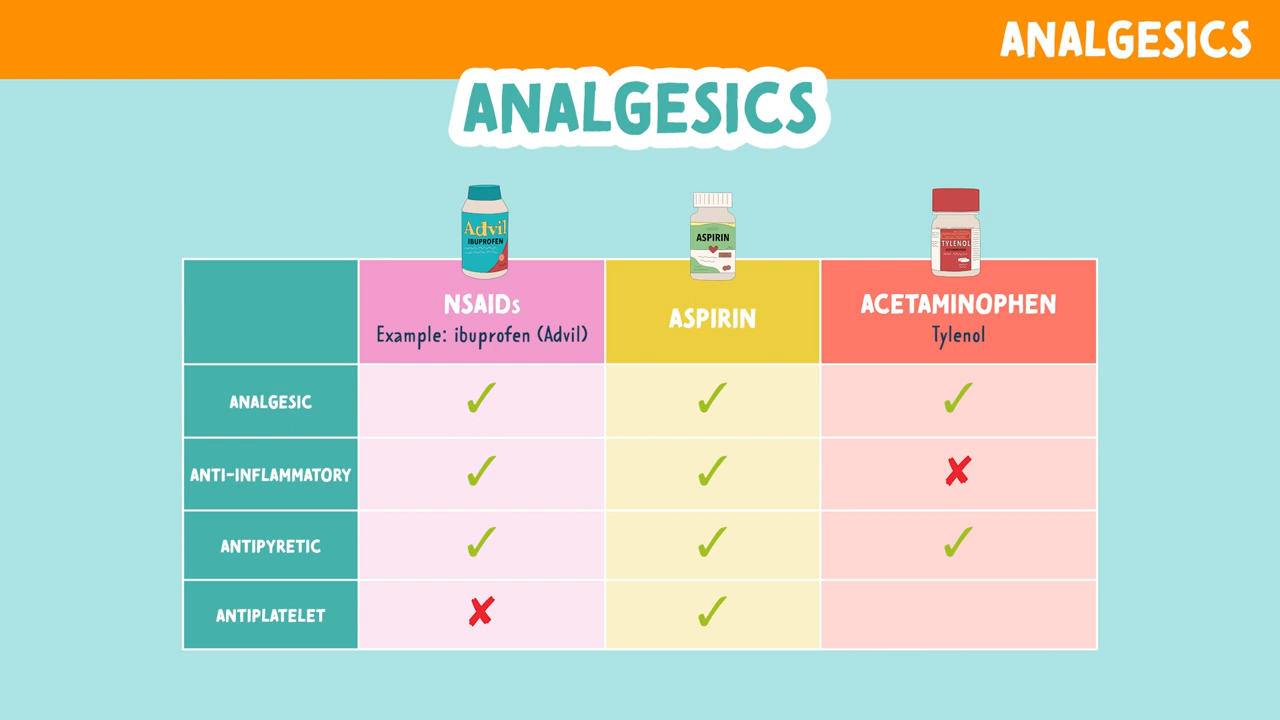 ANALGESICS
ANALGESICS
Advil
IBUPROFEN
ASPIRIN
TYLENOL
NSAIDs
Example: ibuprofen (Advil)
ASPIRIN
ACETAMINOPHEN
Tylenol
ANALGESIC ✓ ✓ ✓
ANTI-INFLAMMATORY ✓ ✓ ✘
ANTIPYRETIC ✓ ✓ ✓
ANTIPLATELET ✘ ✓